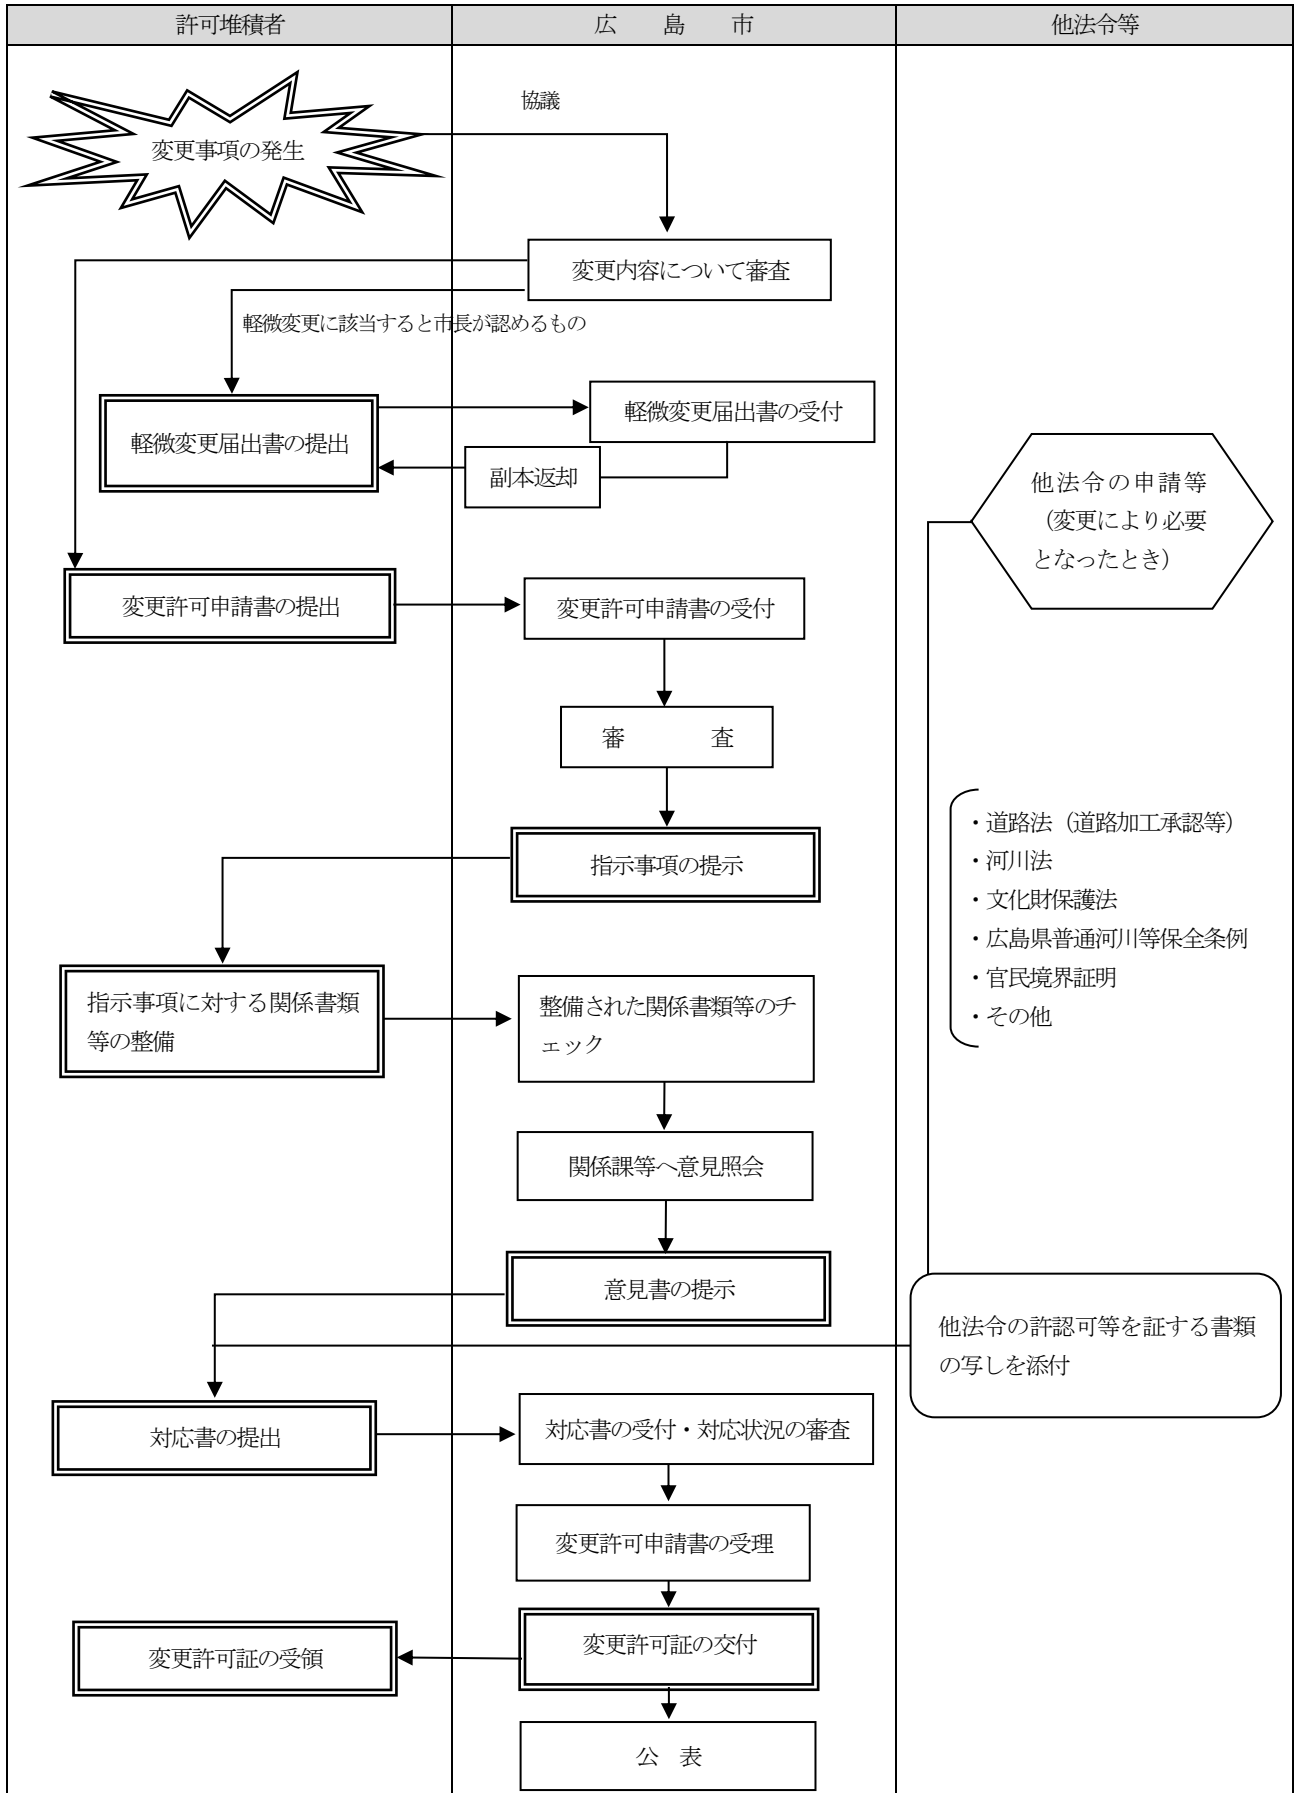 許可堆積者
広　島　市
他法令等
協議
変更事項の発生
変更内容について審査
軽微変更に該当すると市長が認めるもの
軽微変更届出書の受付
軽微変更届出書の提出
副本返却
他法令の申請等
（変更により必要
となったとき）
変更許可申請書の提出
変更許可申請書の受付
審　　査
指示事項の提示
・道路法（道路加工承認等）
・河川法
・文化財保護法
・広島県普通河川等保全条例
・官民境界証明
・その他
指示事項に対する関係書類
等の整備
整備された関係書類等のチ
ェック
関係課等へ意見照会
意見書の提示
他法令の許認可等を証する書類
の写しを添付
対応書の提出
対応書の受付・対応状況の審査
変更許可申請書の受理
変更許可証の交付
変更許可証の受領
公　表